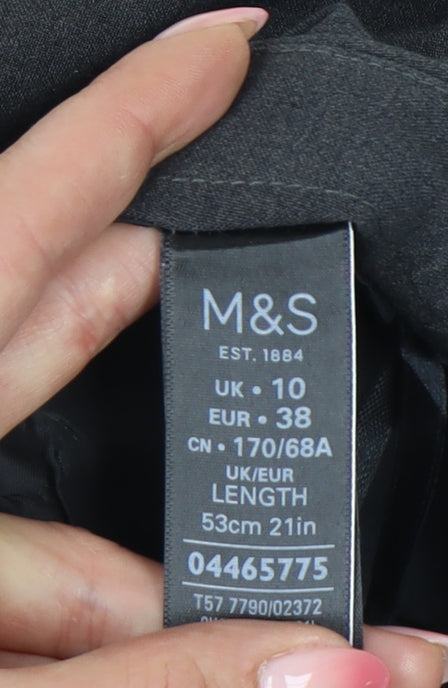 M&S
EST. 1884
UK • 10
EUR • 38
CN • 170/68A
UK/EUR
LENGTH
53cm 21in
04465775
T57 7790/02372